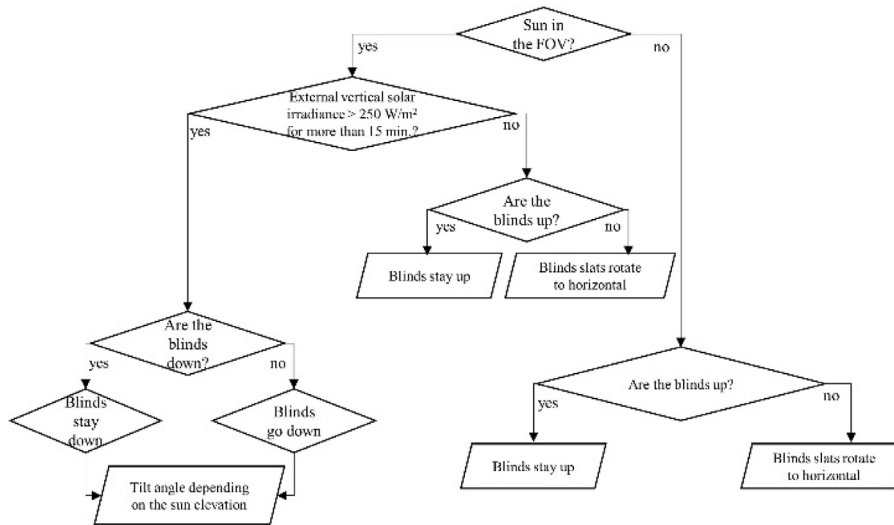 Sun in
the FOV?
yes
no
External vertical solar
irradiance > 250 W/m²
for more than 15 min.?
yes
no
Are the
blinds up?
yes
no
Blinds stay up
Blinds slats rotate
to horizontal
Are the
blinds
down?
yes
no
Blinds
stay
down
Blinds
go down
Tilt angle depending
on the sun elevation
Are the blinds up?
yes
no
Blinds stay up
Blinds slats rotate
to horizontal